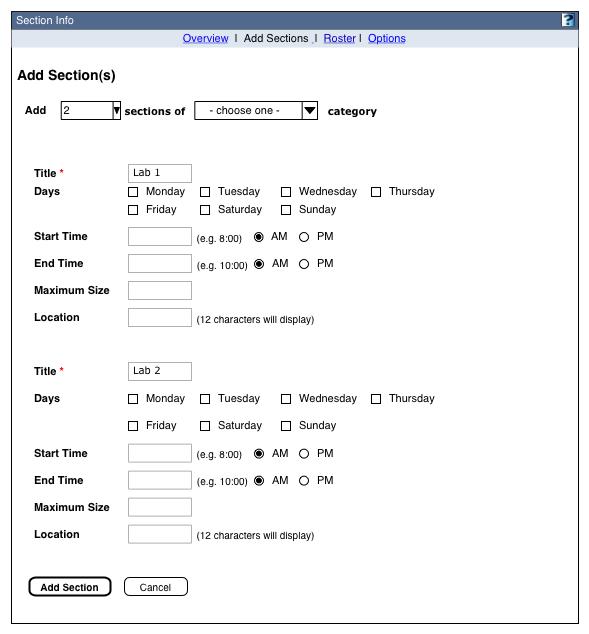 Section Info ?
Overview | Add Sections | Roster | Options
Add Section(s)
Add 2 sections of - choose one - category
Title * Lab 1
Days Monday Tuesday Wednesday Thursday
Friday Saturday Sunday
Start Time (e.g. 8:00) AM PM
End Time (e.g. 10:00) AM PM
Maximum Size
Location (12 characters will display)
Title * Lab 2
Days Monday Tuesday Wednesday Thursday
Friday Saturday Sunday
Start Time (e.g. 8:00) AM PM
End Time (e.g. 10:00) AM PM
Maximum Size
Location (12 characters will display)
Add Section Cancel